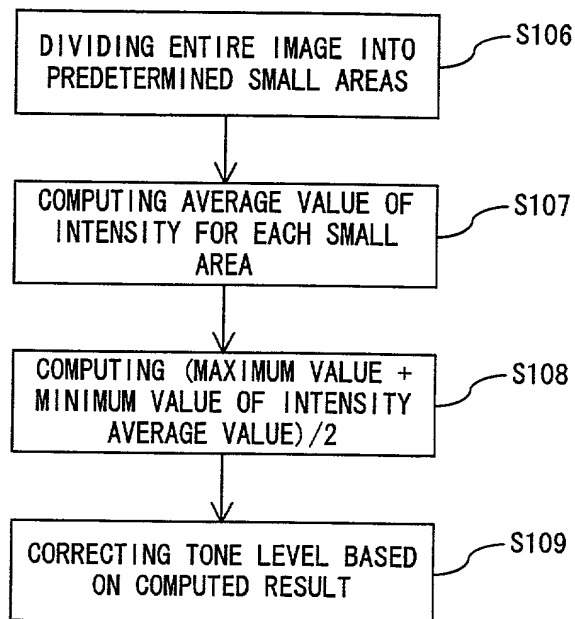 DIVIDING ENTIRE IMAGE INTO
PREDETERMINED SMALL AREAS
S106
COMPUTING AVERAGE VALUE OF
INTENSITY FOR EACH SMALL
AREA
S107
COMPUTING (MAXIMUM VALUE +
MINIMUM VALUE OF INTENSITY
AVERAGE VALUE)/2
S108
CORRECTING TONE LEVEL BASED
ON COMPUTED RESULT
S109